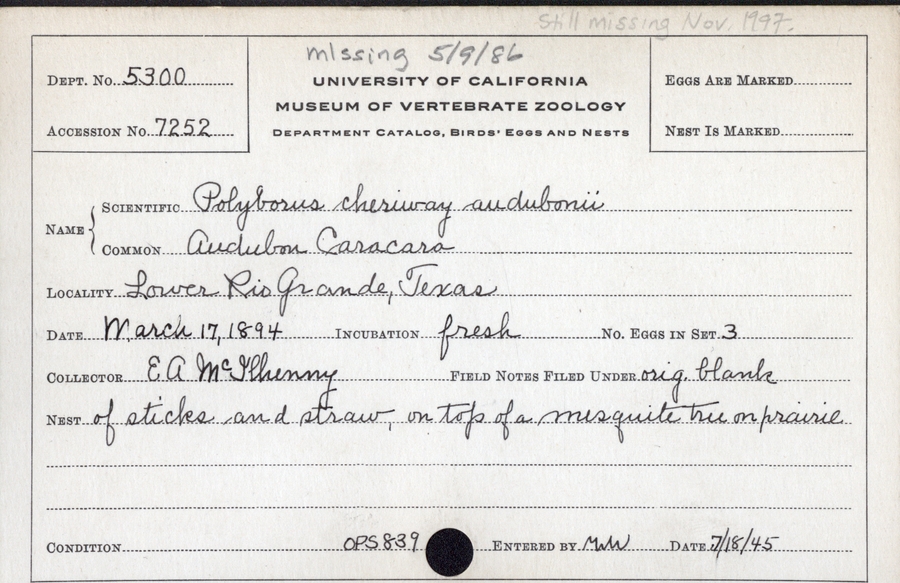 Still missing Nov. 1997.
missing 5/9/86
DEPT. No. 5300
UNIVERSITY OF CALIFORNIA
EGGS ARE MARKED
MUSEUM OF VERTEBRATE ZOOLOGY
ACCESSION No. 7252
DEPARTMENT CATALOG, BIRDS' EGGS AND NESTS
NEST IS MARKED
NAME
SCIENTIFIC Polyborus cheriway audubonii
COMMON Audubon Caracara
LOCALITY Lower Rio Grande, Texas
DATE March 17, 1894 INCUBATION fresh No. EGGS IN SET 3
COLLECTOR E A McIlhenny FIELD NOTES FILED UNDER orig. blank
NEST of sticks and straw, on top of a mesquite tree on prairie
CONDITION OPS 839 ENTERED BY DATE 7/18/45